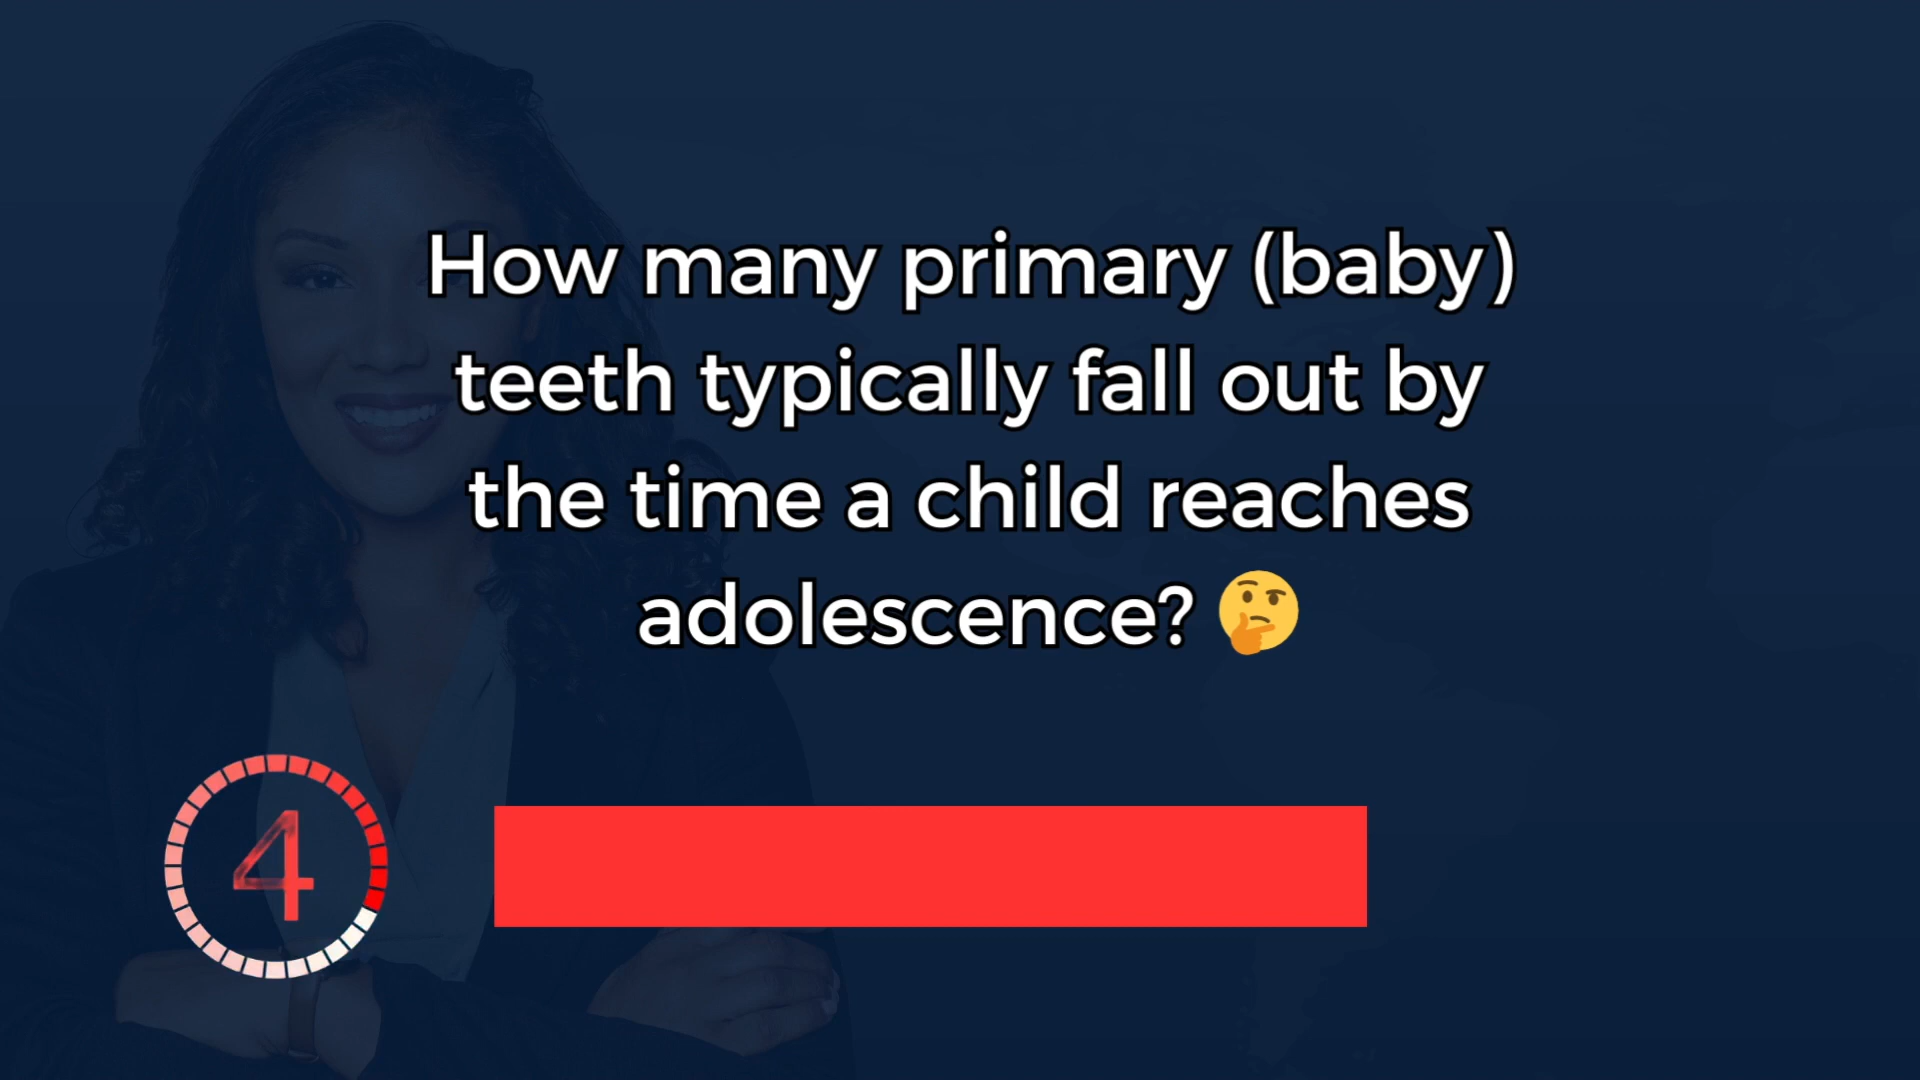 How many primary (baby)
teeth typically fall out by
the time a child reaches
adolescence? 🤔
4